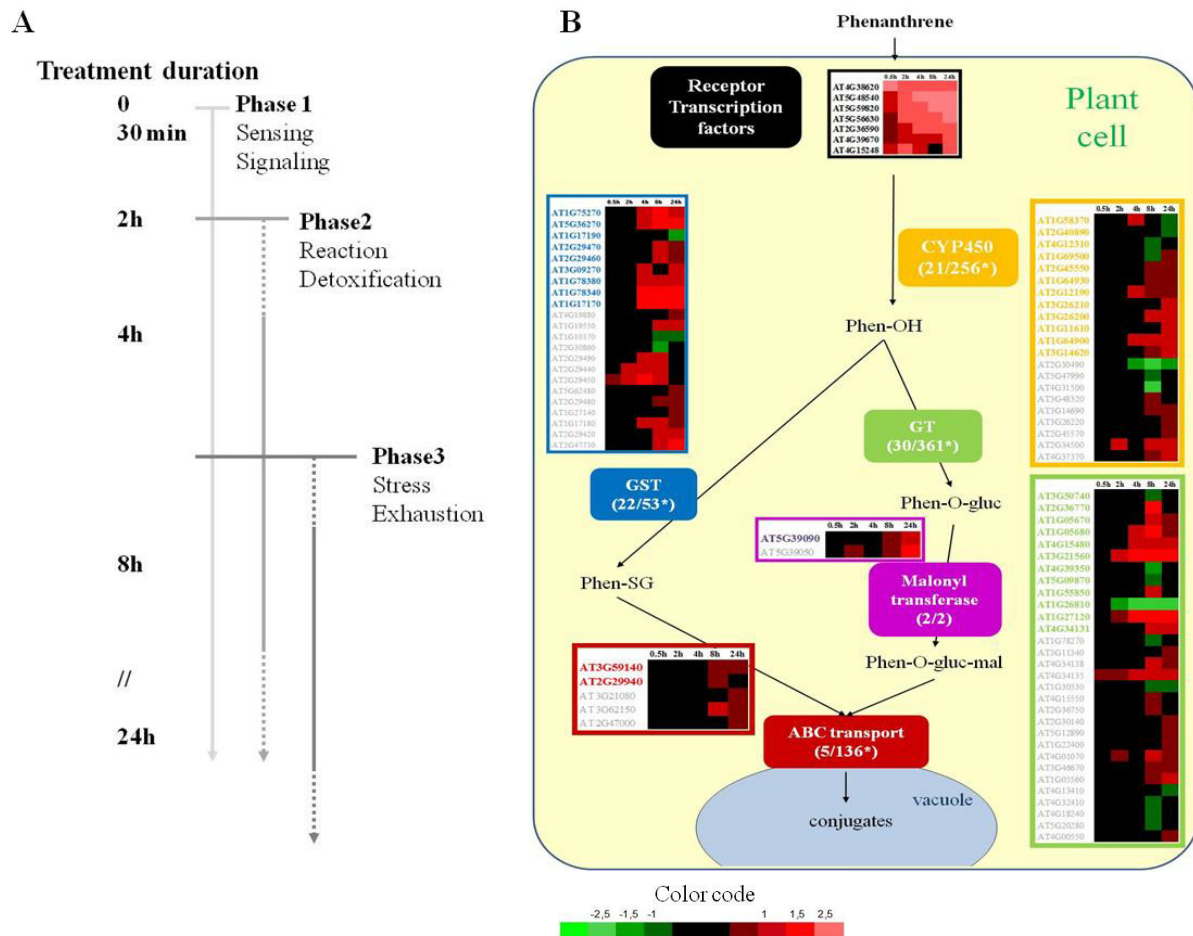 A
Treatment duration
0
30 min
2h
4h
8h
//
24h
Phase 1
Sensing
Signaling
Phase2
Reaction
Detoxification
Phase3
Stress
Exhaustion
B
Phenanthrene
Receptor
Transcription
factors
0.5h 2h 4h 8h 24h
AT4G38620
AT5G48540
AT5G59820
AT5G56630
AT2G36590
AT4G39670
AT4G15248
Plant
cell
0.5h 2h 4h 8h 24h
AT1G75270
AT5G36270
AT1G17190
AT2G29470
AT2G29460
AT3G09270
AT1G78380
AT1G78340
AT1G17170
AT4G19880
AT1G19550
AT1G10370
AT2G30860
AT2G29490
AT2G29440
AT2G29450
AT5G62480
AT2G29480
AT1G27140
AT1G17180
AT2G29420
AT2G47730
CYP450
(21/256*)
0.5h 2h 4h 8h 24h
AT1G58370
AT2G40890
AT4G12310
AT1G69500
AT2G45550
AT1G64930
AT2G12190
AT3G26210
AT3G26200
AT1G11610
AT1G64900
AT3G14620
AT2G30490
AT5G47990
AT4G31500
AT3G48320
AT3G14690
AT3G26220
AT2G45570
AT2G34500
AT4G37370
Phen-OH
GT
(30/361*)
GST
(22/53*)
Phen-O-gluc
0.5h 2h 4h 8h 24h
AT5G39090
AT5G39050
Phen-SG
Malonyl
transferase
(2/2)
Phen-O-gluc-mal
0.5h 2h 4h 8h 24h
AT3G59140
AT2G29940
AT3G21080
AT3G62150
AT2G47000
ABC transport
(5/136*)
vacuole
conjugates
0.5h 2h 4h 8h 24h
AT3G50740
AT2G36770
AT1G05670
AT1G05680
AT4G15480
AT3G21560
AT4G39350
AT5G09870
AT1G55850
AT1G26810
AT1G27120
AT4G34131
AT1G78270
AT3G11340
AT4G34138
AT4G34135
AT1G30530
AT4G15550
AT2G36750
AT2G30140
AT5G12890
AT1G22400
AT4G01070
AT3G46670
AT1G05560
AT4G13410
AT4G32410
AT4G18240
AT5G20280
AT4G00550
Color code
-2,5 -1,5 -1 1 1,5 2,5